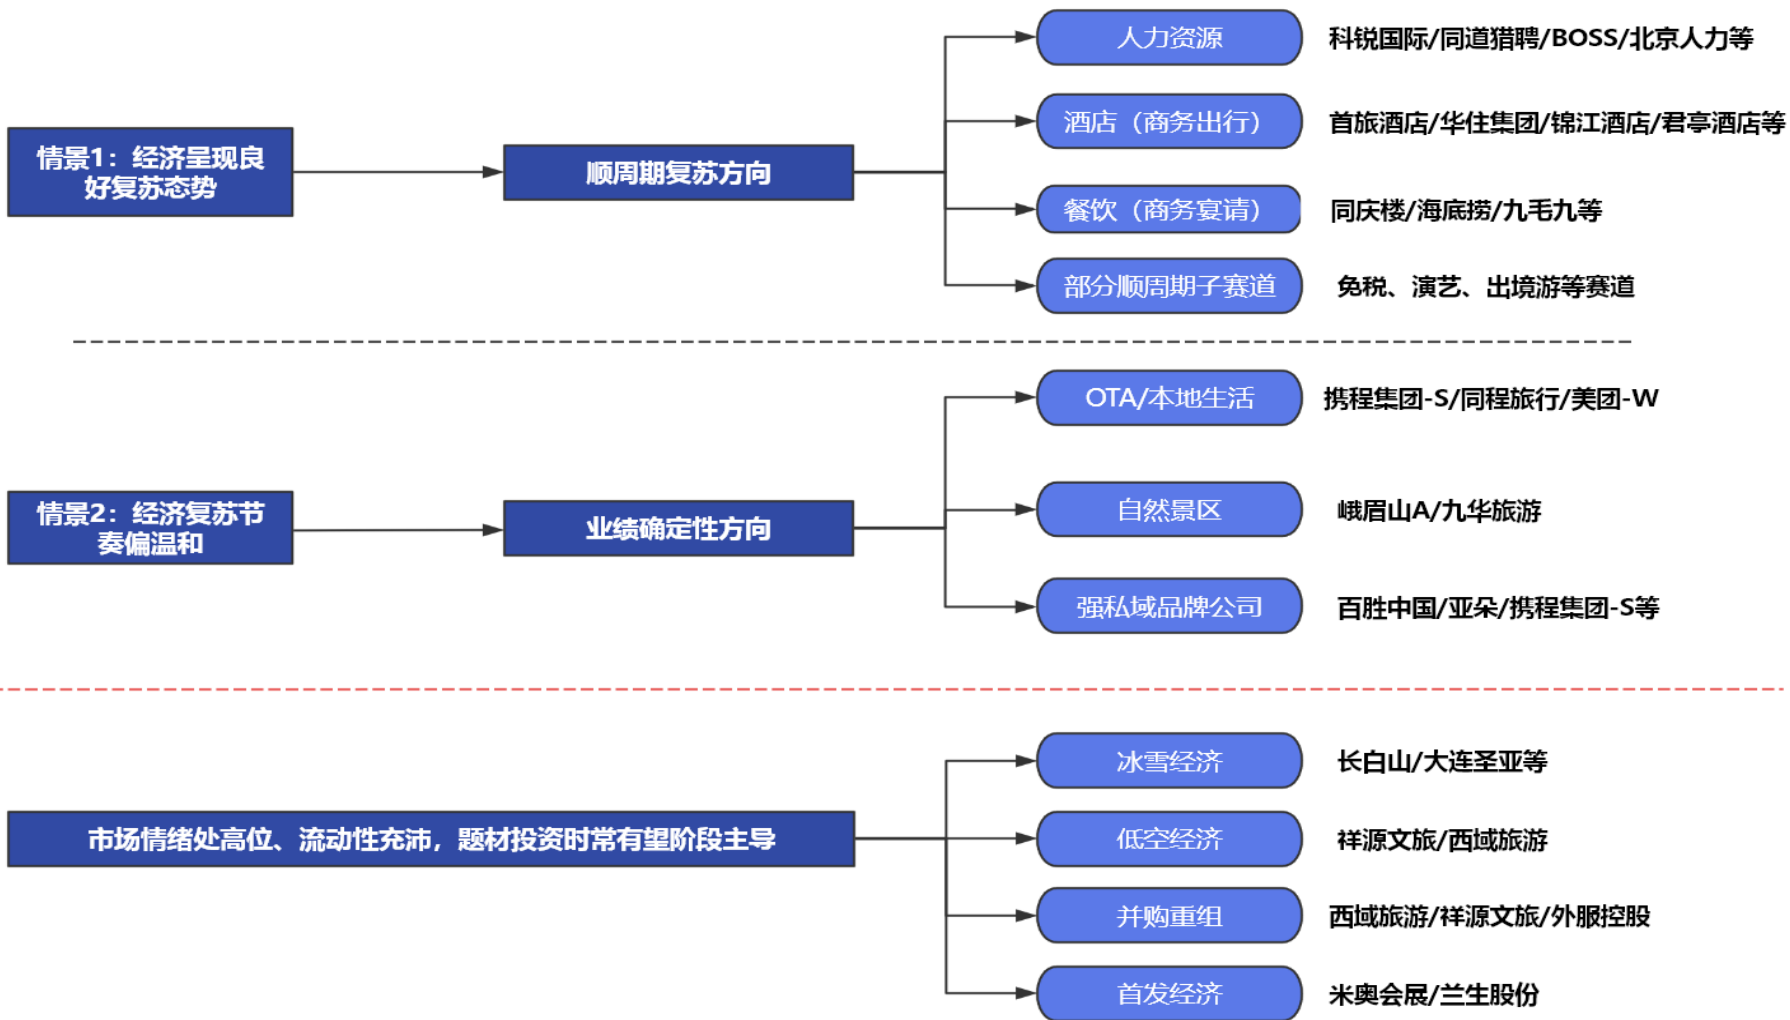 人力资源
科锐国际/同道猎聘/BOSS/北京人力等
酒店（商务出行）
首旅酒店/华住集团/锦江酒店/君亭酒店等
情景1：经济呈现良
好复苏态势
顺周期复苏方向
餐饮（商务宴请）
同庆楼/海底捞/九毛九等
部分顺周期子赛道
免税、演艺、出境游等赛道
OTA/本地生活
携程集团-S/同程旅行/美团-W
情景2：经济复苏节
奏偏温和
业绩确定性方向
自然景区
峨眉山A/九华旅游
强私域品牌公司
百胜中国/亚朵/携程集团-S等
冰雪经济
长白山/大连圣亚等
市场情绪处高位、流动性充沛，题材投资时常有望阶段主导
低空经济
祥源文旅/西域旅游
并购重组
西域旅游/祥源文旅/外服控股
首发经济
米奥会展/兰生股份